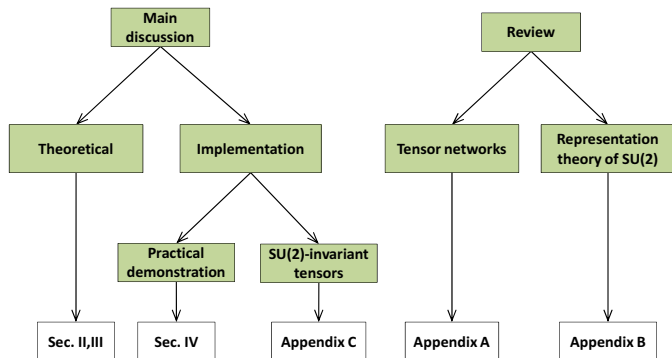 Main
discussion
Review
Theoretical
Implementation
Tensor networks
Representation
theory of SU(2)
Practical
demonstration
SU(2)-invariant
tensors
Sec. II,III
Sec. IV
Appendix C
Appendix A
Appendix B